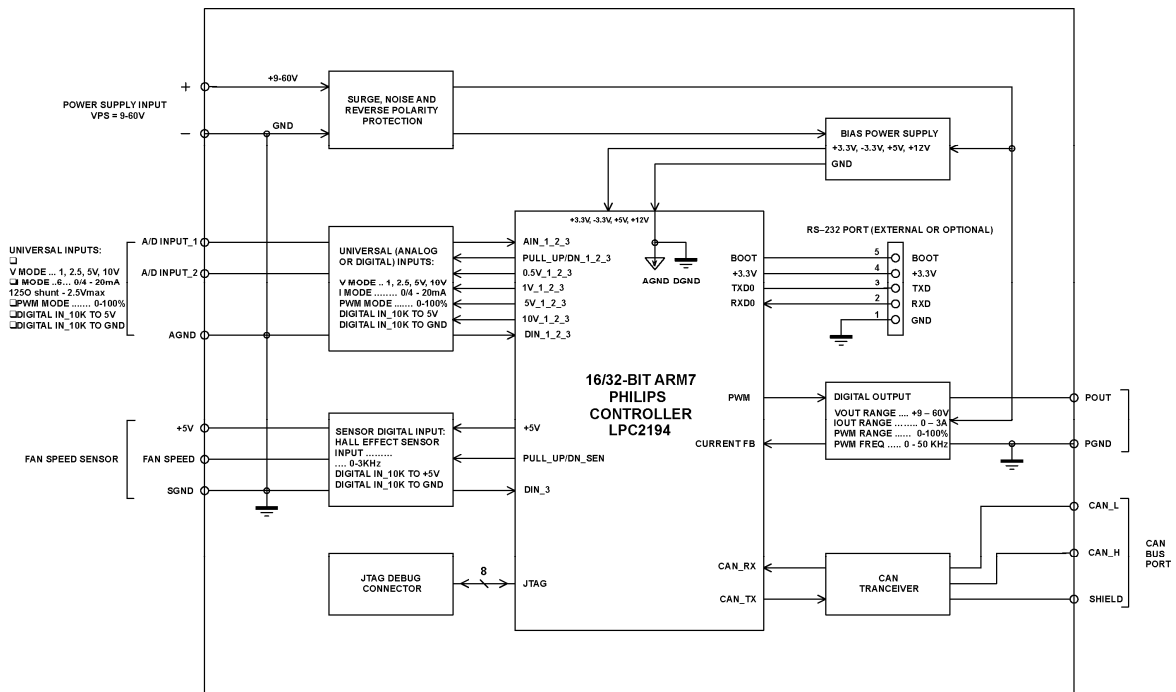 +
+9-60V
POWER SUPPLY INPUT
VPS = 9-60V
–
GND
SURGE, NOISE AND
REVERSE POLARITY
PROTECTION
BIAS POWER SUPPLY
+3.3V, -3.3V, +5V, +12V
GND
UNIVERSAL INPUTS:
❑
V MODE .. 1, 2.5, 5V, 10V
❑I MODE ..6... 0/4 - 20mA
125O shunt - 2.5Vmax
❑PWM MODE ...... 0-100%
❑DIGITAL IN_10K TO 5V
❑DIGITAL IN_10K TO GND
A/D INPUT_1
A/D INPUT_2
AGND
UNIVERSAL (ANALOG
OR DIGITAL) INPUTS:
V MODE .. 1, 2.5, 5V, 10V
I MODE ........ 0/4 - 20mA
PWM MODE ...... 0-100%
DIGITAL IN_10K TO 5V
DIGITAL IN_10K TO GND
+3.3V, -3.3V, +5V, +12V
AGND DGND
AIN_1_2_3
PULL_UP/DN_1_2_3
0.5V_1_2_3
1V_1_2_3
5V_1_2_3
10V_1_2_3
DIN_1_2_3
16/32-BIT ARM7
PHILIPS
CONTROLLER
LPC2194
RS–232 PORT (EXTERNAL OR OPTIONAL)
BOOT 5 BOOT
+3.3V 4 +3.3V
TXD0 3 TXD
RXD0 2 RXD
1 GND
PWM
CURRENT FB
DIGITAL OUTPUT
VOUT RANGE .... +9 – 60V
IOUT RANGE ........ 0 – 3A
PWM RANGE ...... 0-100%
PWM FREQ ..... 0 - 50 KHz
POUT
PGND
FAN SPEED SENSOR
+5V
FAN SPEED
SGND
SENSOR DIGITAL INPUT:
HALL EFFECT SENSOR
INPUT .........
.... 0-3KHz
DIGITAL IN_10K TO +5V
DIGITAL IN_10K TO GND
+5V
PULL_UP/DN_SEN
DIN_3
JTAG DEBUG
CONNECTOR
8
JTAG
CAN_RX
CAN_TX
CAN
TRANCEIVER
CAN_L
CAN_H
SHIELD
CAN
BUS
PORT